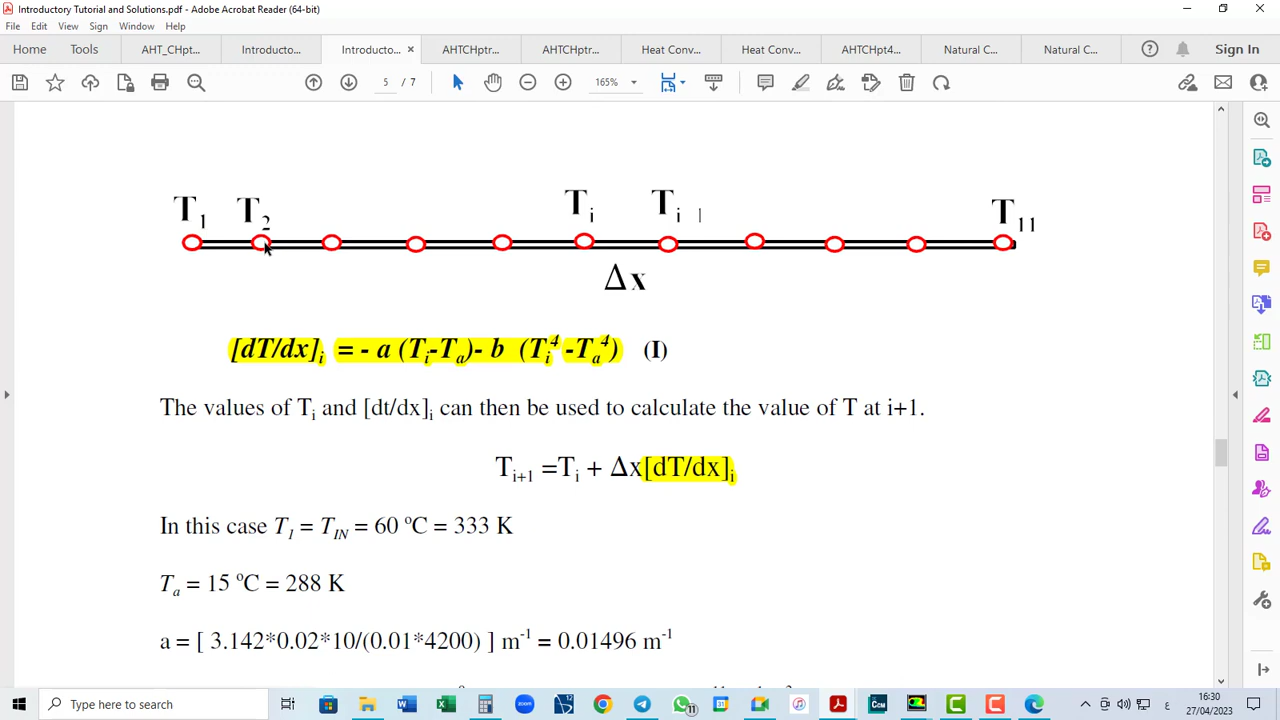 Introductory Tutorial and Solutions.pdf - Adobe Acrobat Reader (64-bit)
File Edit View Sign Window Help
Home Tools AHT_CHpt... Introducto... Introducto... × AHTCHptr... AHTCHptr... Heat Conv... Heat Conv... AHTCHpt4... Natural C... Natural C... Sign In
5 / 7 165%
T1 T2 Ti Ti 1 T11
Δx
[dT/dx]i = - a (Ti-Ta)- b (Ti4 -Ta4) (I)
The values of Ti and [dt/dx]i can then be used to calculate the value of T at i+1.
Ti+1 =Ti + Δx[dT/dx]i
In this case T1 = TIN = 60 oC = 333 K
Ta = 15 oC = 288 K
a = [ 3.142*0.02*10/(0.01*4200) ] m-1 = 0.01496 m-1
Type here to search
11
16:30
27/04/2023